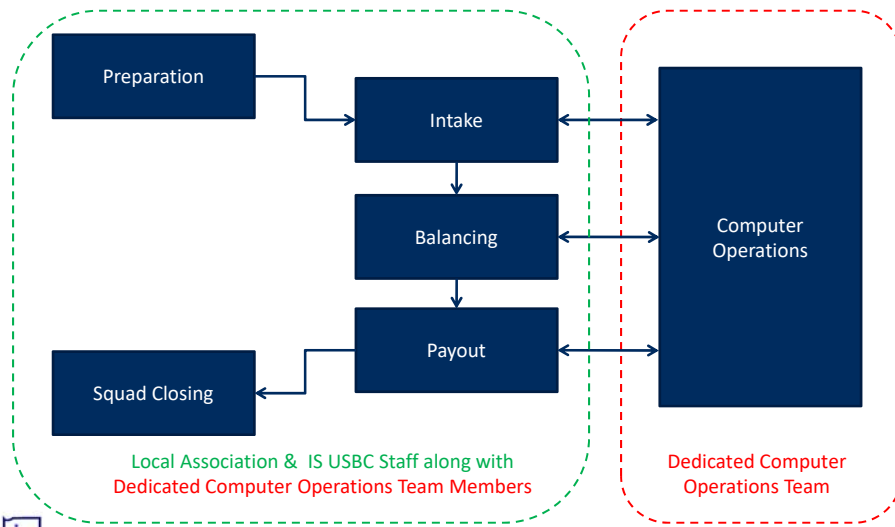 Preparation
Intake
Balancing
Computer
Operations
Payout
Squad Closing
Local Association &  IS USBC Staff along with
Dedicated Computer Operations Team Members
Dedicated Computer
Operations Team